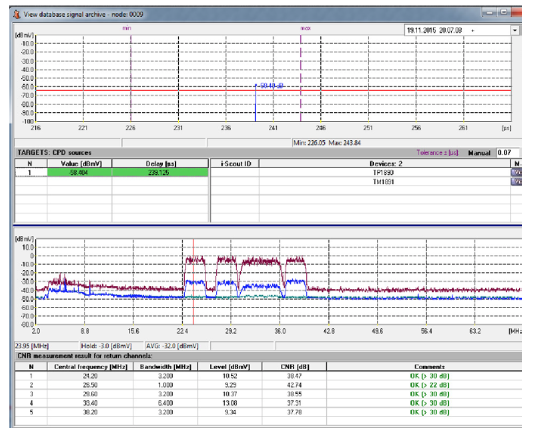 View database signal archive - node: 0009
min
max
19.11.2015 20.07.08
[dBmV]
-10.0
-20.0
-30.0
-40.0
-50.0
-60.0
-70.0
-80.0
-90.0
-100
-58.40 dB
216 221 226 231 236 241 246 251 256 261 [µs]
Min: 226.05 Max: 243.84
TARGETS: CPD sources
Tolerance ± [µs] Manual 0.07
N Value [dBmV] Delay [µs] i-Scout ID Devices: 2
1 -58.404 239.125 TP1890
TM1891
[dBmV]
10.0
0
-10.0
-20.0
-30.0
-40.0
-50.0
-60.0
-70.0
-80.0
2.0 8.8 15.6 22.4 29.2 36.0 42.8 49.6 56.4 63.2 [MHz
23.95 [MHz] Hold: -3.0 [dBmV] AVG: -32.0 [dBmV]
CNR measurement result for return channels:
N Central frequency [MHz] Bandwidth [MHz] Level [dBmV] CNR [dB] Comments
1 24.20 3.200 10.52 38.47 OK (> 30 dB)
2 26.50 1.000 9.29 42.74 OK (> 22 dB)
3 28.60 3.200 10.37 38.55 OK (> 30 dB)
4 33.40 6.400 13.08 37.31 OK (> 30 dB)
5 38.20 3.200 9.34 37.78 OK (> 30 dB)